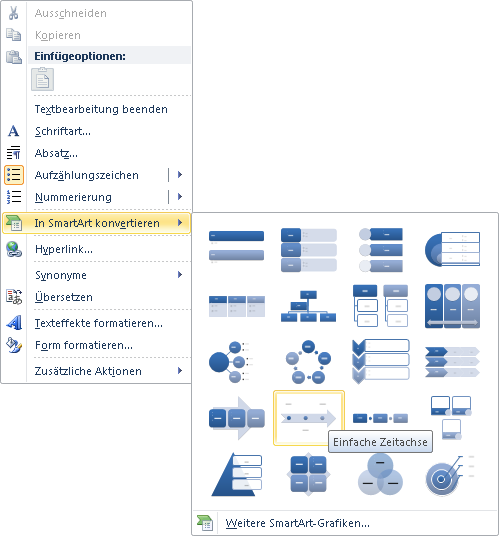 Ausschneiden
Kopieren
Einfügeoptionen:
Textbearbeitung beenden
Schriftart...
Absatz...
Aufzählungszeichen
Nummerierung
In SmartArt konvertieren
Hyperlink...
Synonyme
Übersetzen
Texteffekte formatieren...
Form formatieren...
Zusätzliche Aktionen
Einfache Zeitachse
Weitere SmartArt-Grafiken...